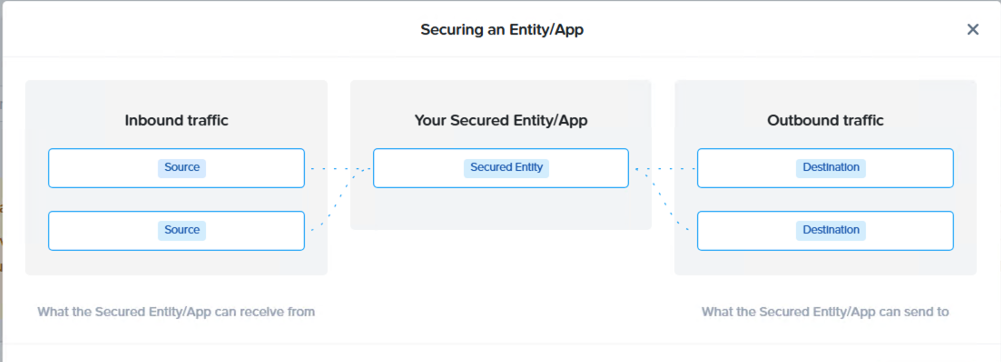 Securing an Entity/App
Inbound traffic
Source
Source
What the Secured Entity/App can receive from
Your Secured Entity/App
Secured Entity
Outbound traffic
Destination
Destination
What the Secured Entity/App can send to